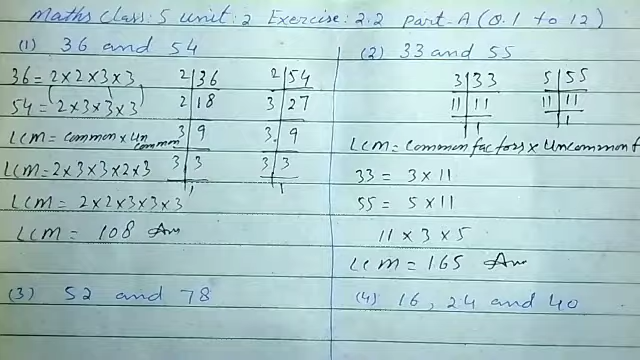 Maths Class: 5 unit: 2 Exercise: 2.2 part-A (Q.1 to 12)
(1) 36 and 54
36 = 2×2×3×3
54 = 2×3×3×3
LCM = common × Un common
LCM = 2×3×3×2×3
LCM = 2×2×3×3×3
LCM = 108 Ans
2 | 36
2 | 18
3 | 9
3 | 3
1
2 | 54
3 | 27
3 | 9
3 | 3
1
(2) 33 and 55
3 | 33
11 | 11
1
5 | 55
11 | 11
1
LCM = Common factors × Uncommon f
33 = 3×11
55 = 5×11
11×3×5
LCM = 165 Ans
(3) 52 and 78
(4) 16, 24 and 40